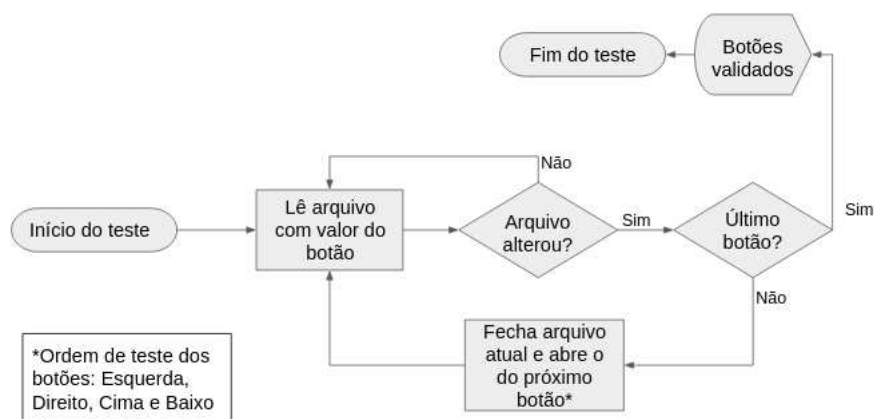 Início do teste
Lê arquivo
com valor do
botão
Arquivo
alterou?
Não
Sim
Último
botão?
Sim
Não
Botões
validados
Fim do teste
Fecha arquivo
atual e abre o
do próximo
botão*
*Ordem de teste dos
botões: Esquerda,
Direito, Cima e Baixo